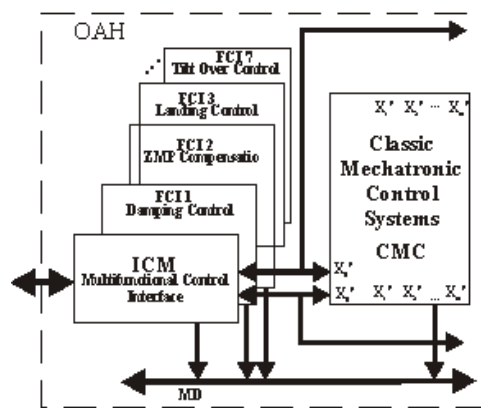 OAH
FCI 7
Tilt Over Control
FCI 3
Landing Control
FCI 2
ZMP Compensatio
FCI 1
Damping Control
ICM
Multifunctional Control
Interface
Classic
Mechatronic
Control
Systems
CMC
MD